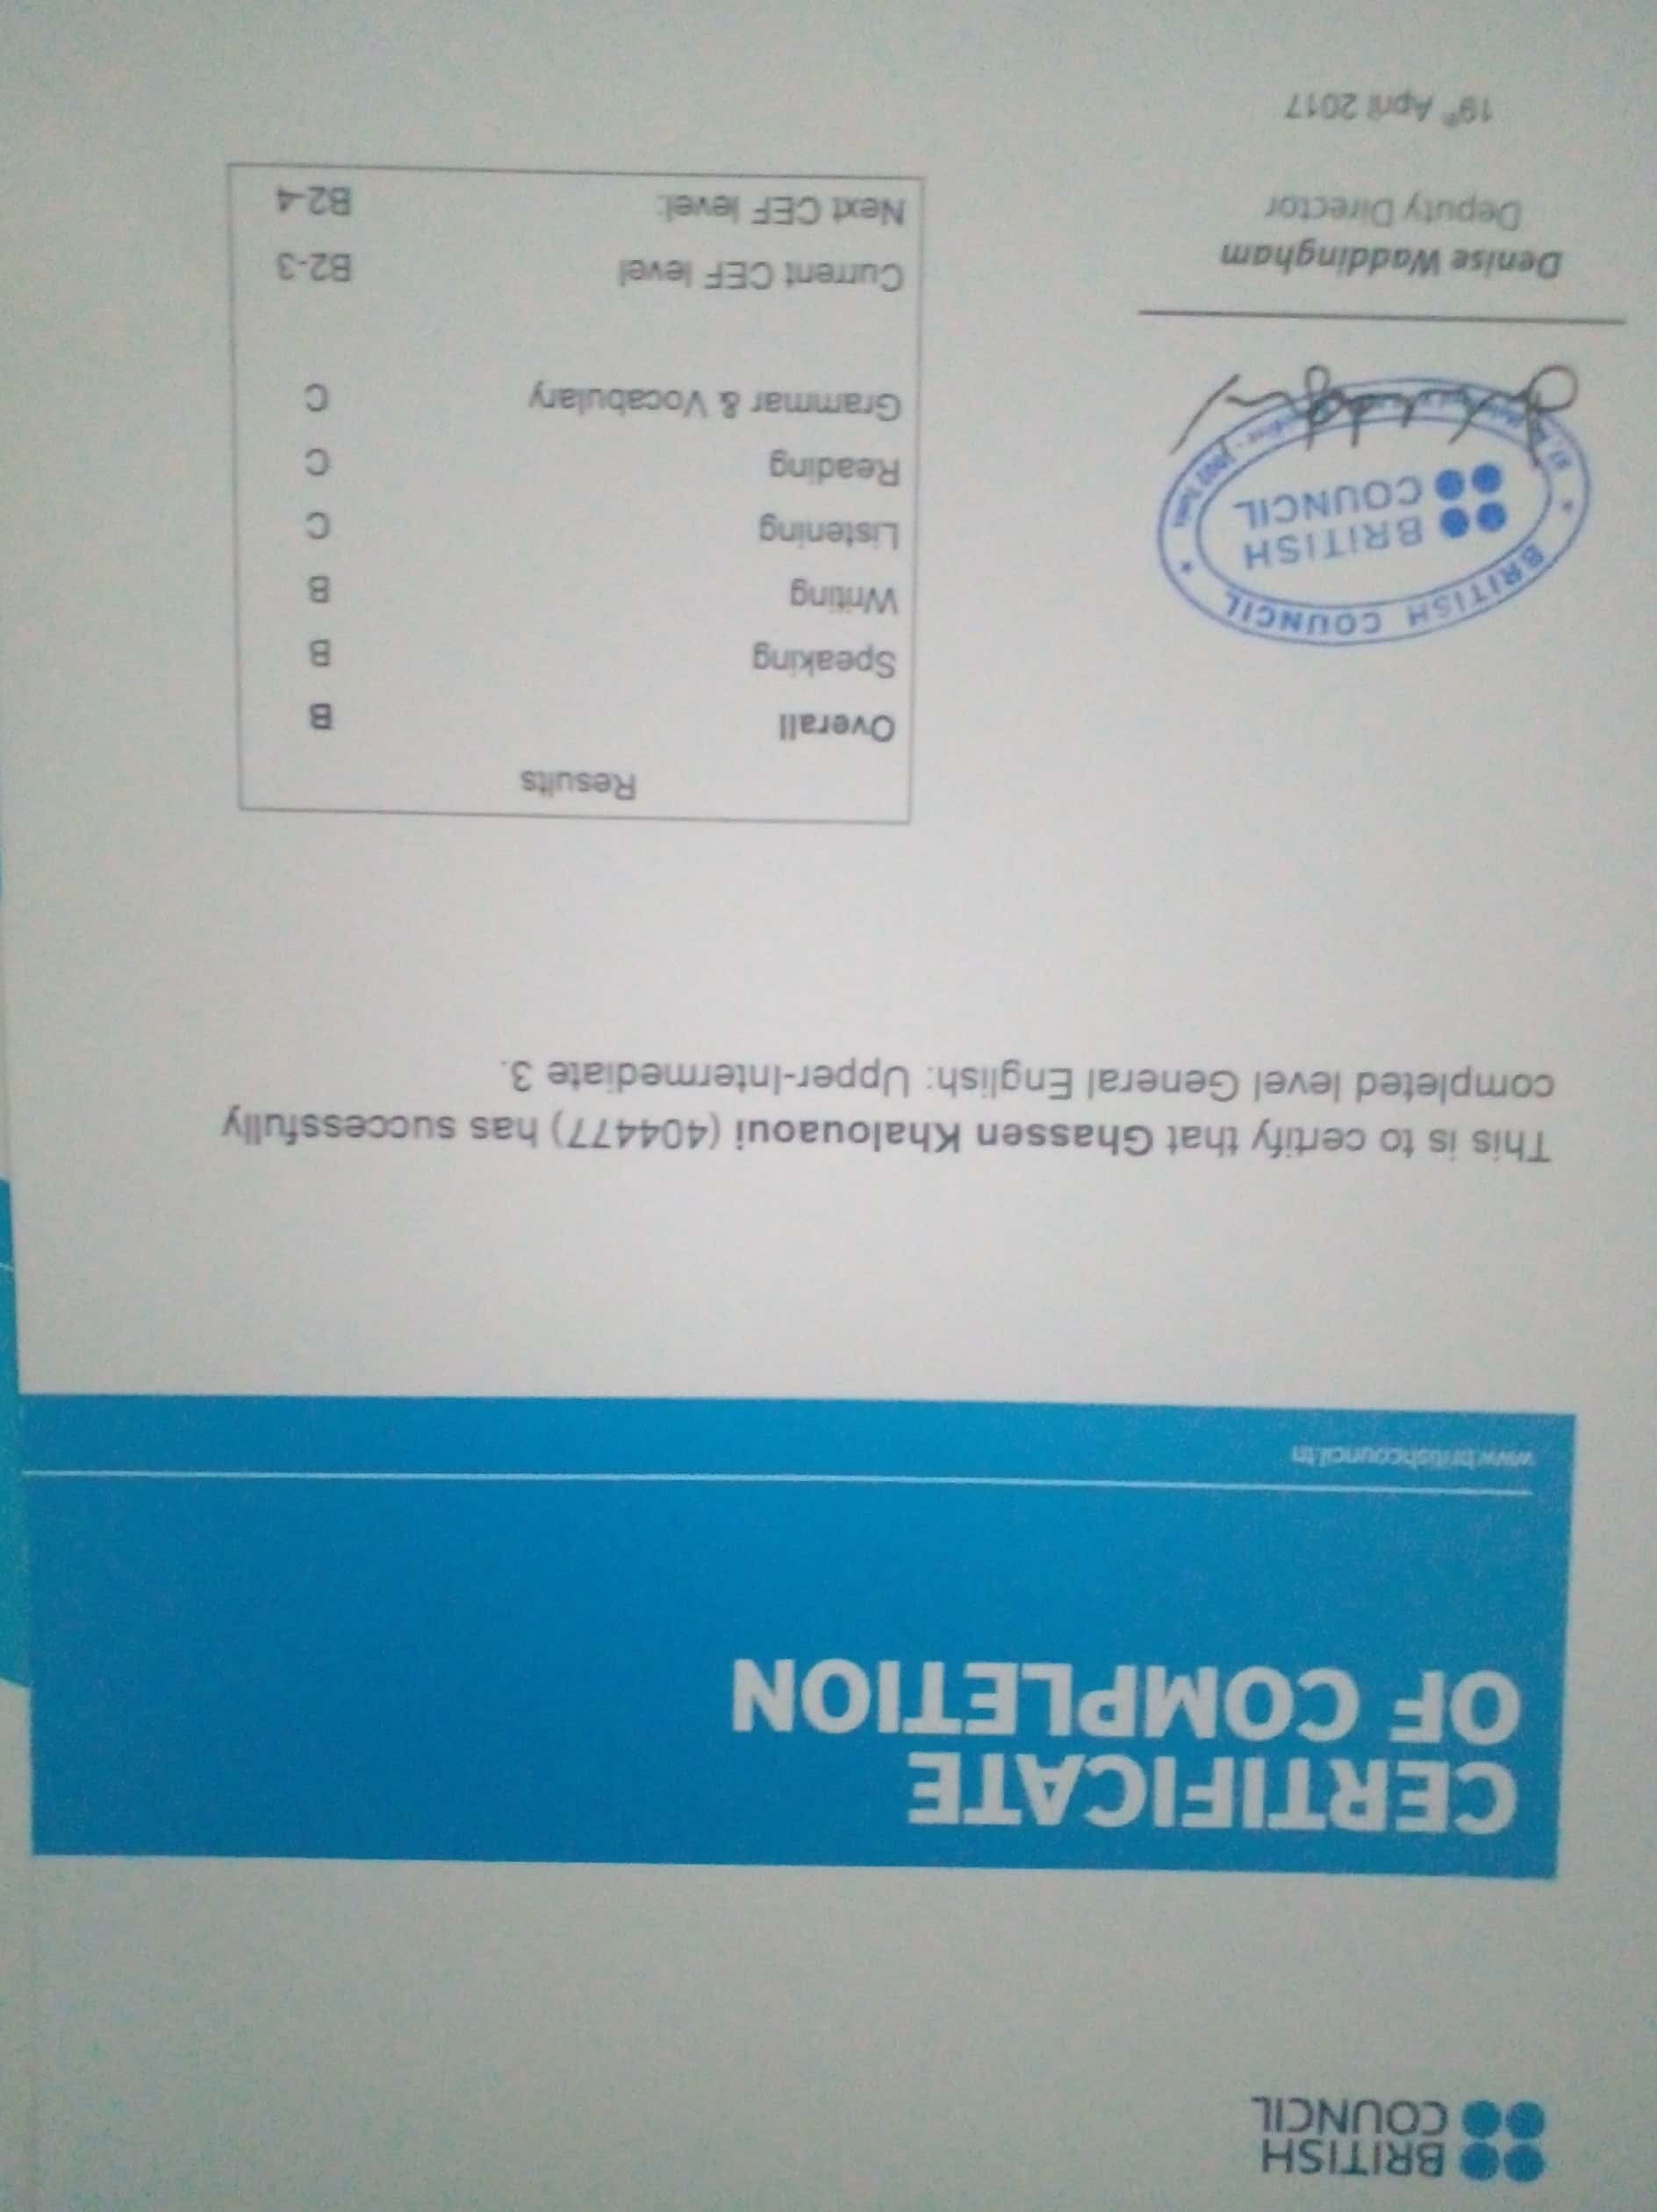 BRITISH
COUNCIL
CERTIFICATE
OF COMPLETION
www.britishcouncil.tn
This is to certify that Ghassen Khalouaoui (404477) has successfully
completed level General English: Upper-Intermediate 3.
Results
Overall B
Speaking B
Writing B
Listening C
Reading C
Grammar & Vocabulary C
Current CEF level B2-3
Next CEF level: B2-4
BRITISH COUNCIL
BRITISH
COUNCIL
1002 Tunis
Denise Waddingham
Deputy Director
19th April 2017